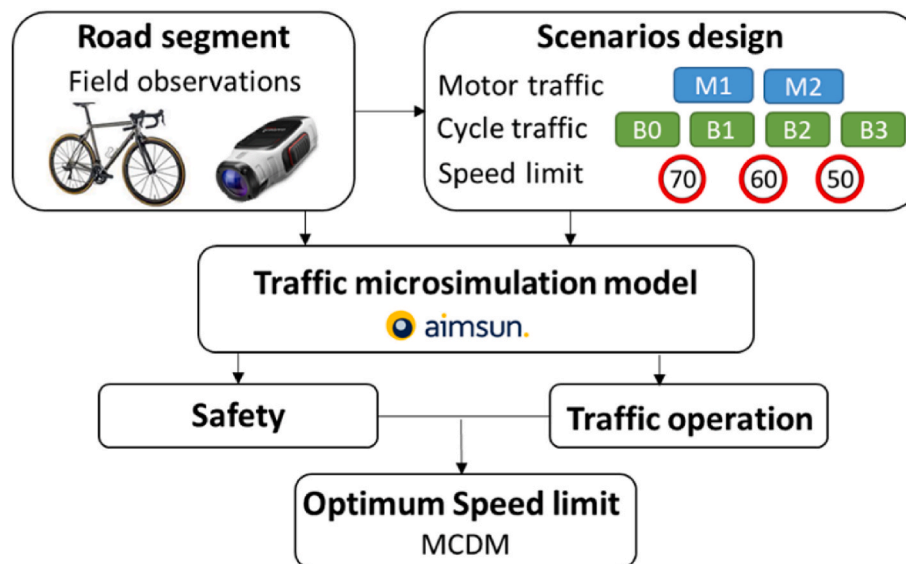 Road segment
Field observations
Scenarios design
Motor traffic M1 M2
Cycle traffic B0 B1 B2 B3
Speed limit 70 60 50
Traffic microsimulation model
aimsun.
Safety
Traffic operation
Optimum Speed limit
MCDM